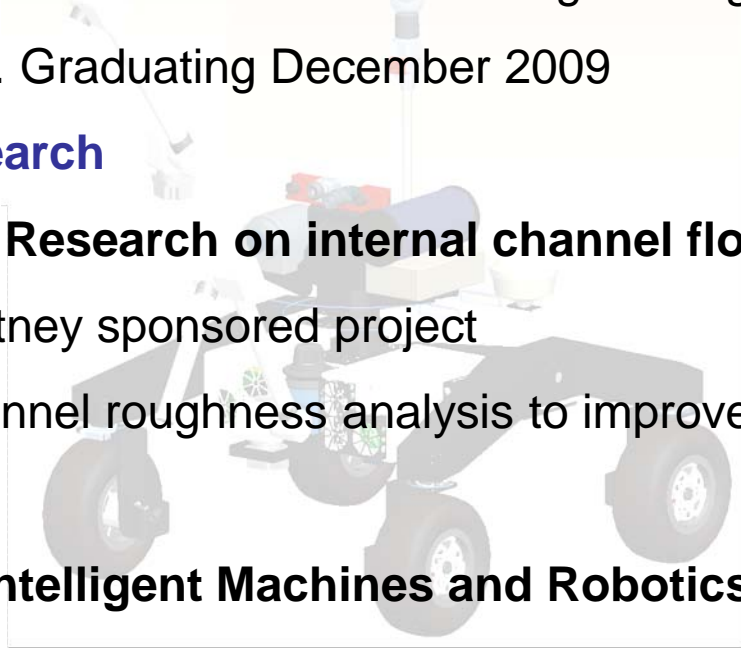 . Graduating December 2009
earch
Research on internal channel flo
tney sponsored project
nnel roughness analysis to improve
ntelligent Machines and Robotics